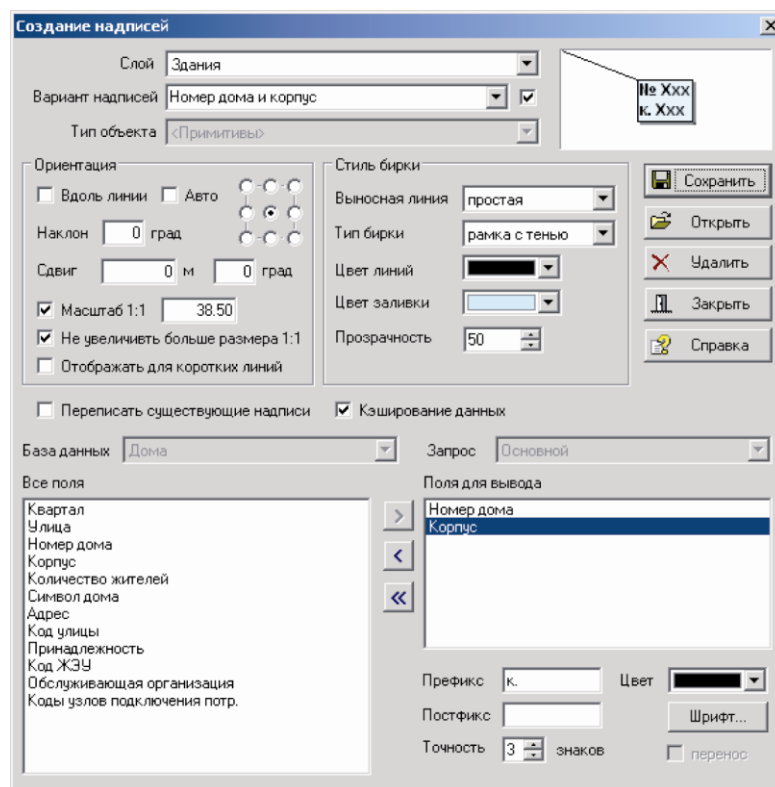 Создание надписей
Слой Здания
Вариант надписей Номер дома и корпус
Тип объекта <Примитивы>
№ Xxx
к. Xxx
Ориентация
Вдоль линии Авто
Наклон 0 град
Сдвиг 0 м 0 град
Масштаб 1:1 38.50
Не увеличивть больше размера 1:1
Отображать для коротких линий
Стиль бирки
Выносная линия простая
Тип бирки рамка с тенью
Цвет линий
Цвет заливки
Прозрачность 50
Сохранить
Открыть
Удалить
Закрыть
Справка
Переписать существующие надписи Кэширование данных
База данных Дома Запрос Основной
Все поля
Квартал
Улица
Номер дома
Корпус
Количество жителей
Символ дома
Адрес
Код улицы
Принадлежность
Код ЖЭУ
Обслуживающая организация
Коды узлов подключения потр.
> 
<
<<
Поля для вывода
Номер дома
Корпус
Префикс к. Цвет
Постфикс Шрифт...
Точность 3 знаков перенос